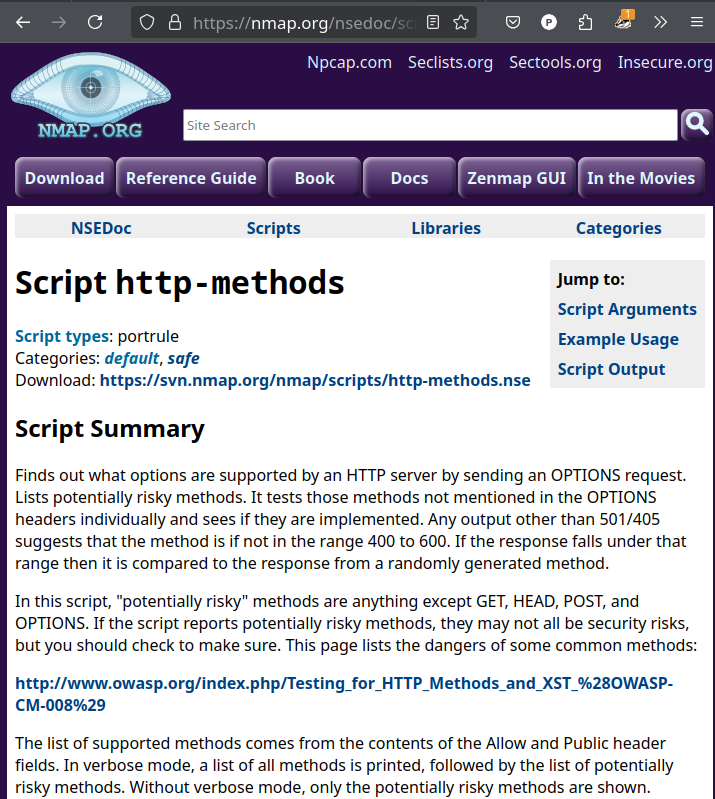 https://nmap.org/nsedoc/scr
1
P
NMAP.ORG
Npcap.com Seclists.org Sectools.org Insecure.org
Site Search
Download Reference Guide Book Docs Zenmap GUI In the Movies
NSEDoc Scripts Libraries Categories
Script http-methods
Jump to:
Script Arguments
Example Usage
Script Output
Script types: portrule
Categories: default, safe
Download: https://svn.nmap.org/nmap/scripts/http-methods.nse
Script Summary
Finds out what options are supported by an HTTP server by sending an OPTIONS request.
Lists potentially risky methods. It tests those methods not mentioned in the OPTIONS
headers individually and sees if they are implemented. Any output other than 501/405
suggests that the method is if not in the range 400 to 600. If the response falls under that
range then it is compared to the response from a randomly generated method.
In this script, "potentially risky" methods are anything except GET, HEAD, POST, and
OPTIONS. If the script reports potentially risky methods, they may not all be security risks,
but you should check to make sure. This page lists the dangers of some common methods:
http://www.owasp.org/index.php/Testing_for_HTTP_Methods_and_XST_%28OWASP-
CM-008%29
The list of supported methods comes from the contents of the Allow and Public header
fields. In verbose mode, a list of all methods is printed, followed by the list of potentially
risky methods. Without verbose mode, only the potentially risky methods are shown.